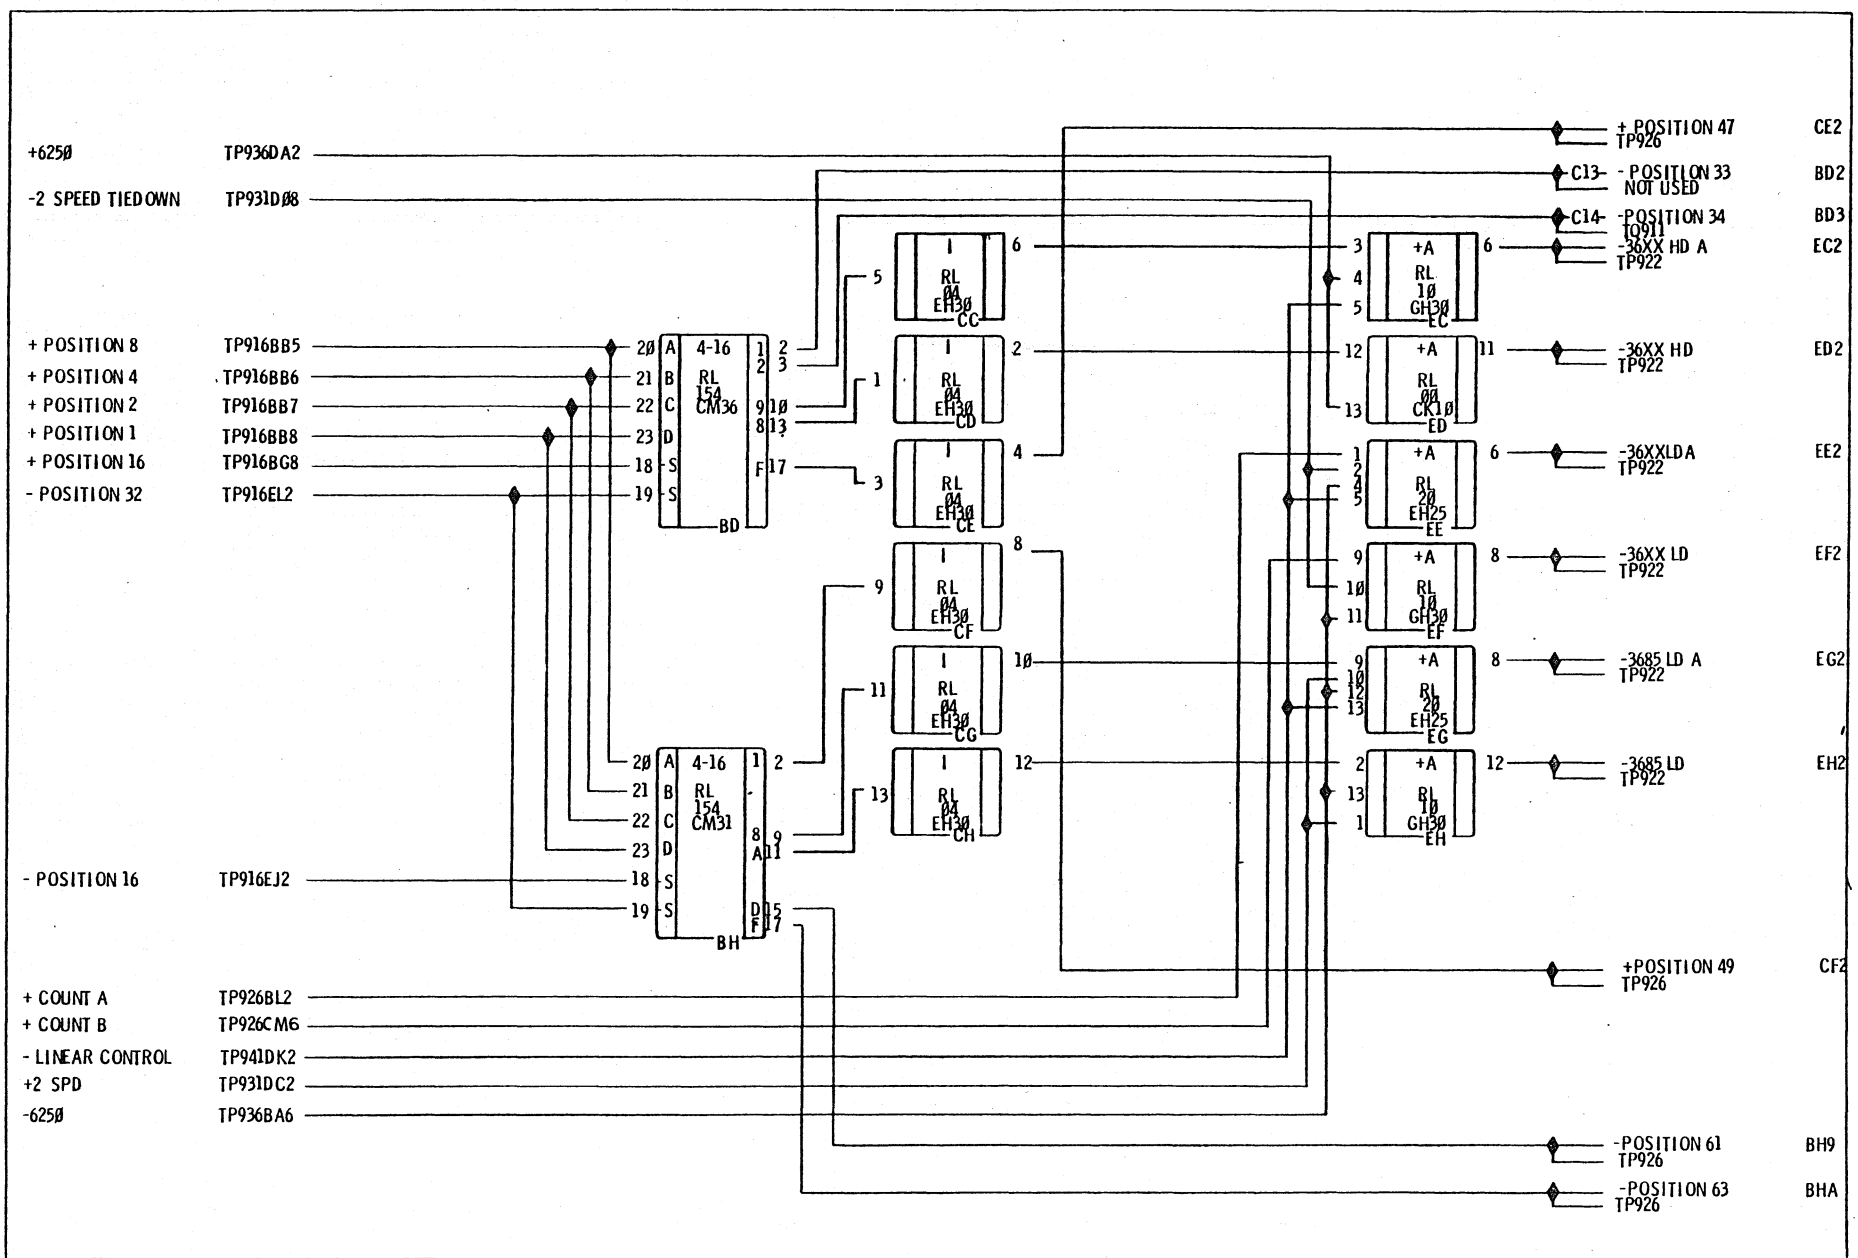 +625Ø TP936DA2
-2 SPEED TIEDOWN TP931DØ8
+ POSITION 8 TP916BB5
+ POSITION 4 TP916BB6
+ POSITION 2 TP916BB7
+ POSITION 1 TP916BB8
+ POSITION 16 TP916BG8
- POSITION 32 TP916EL2
- POSITION 16 TP916EJ2
+ COUNT A TP926BL2
+ COUNT B TP926CM6
- LINEAR CONTROL TP941DK2
+2 SPD TP931DC2
-625Ø TP936BA6
2Ø A 4-16 1 2
2 3
21 B RL
154
22 C CM36 9 1Ø
8 13
23 D
18 S F 17
19 S
BD
2Ø A 4-16 1 2
21 B RL
154
22 C CM31 8 9
23 D A 11
18 S
19 S D 15
F 17
BH
I 6
5 RL
Ø4
EH3Ø
CC
I 2
1 RL
Ø4
EH3Ø
CD
I 4
3 RL
Ø4
EH3Ø
CE
I 8
9 RL
Ø4
EH3Ø
CF
I 1Ø
11 RL
Ø4
EH3Ø
CG
I 12
13 RL
Ø4
EH3Ø
CH
3 +A 6
4 RL
1Ø
5 GH3Ø
EC
12 +A 11
RL
ØØ
13 CK1Ø
ED
1 +A 6
2
4 RL
5 2Ø
EH25
EE
9 +A 8
1Ø RL
1Ø
11 GH3Ø
EF
9 +A 8
1Ø
12 RL
13 2Ø
EH25
EG
2 +A 12
13 RL
1Ø
1 GH3Ø
EH
+ POSITION 47 CE2
TP926
C13- - POSITION 33 BD2
NOT USED
C14- -POSITION 34 BD3
TQ911
-36XX HD A EC2
TP922
-36XX HD ED2
TP922
-36XXLDA EE2
TP922
-36XX LD EF2
TP922
-3685 LD A EG2
TP922
-3685 LD EH2
TP922
+POSITION 49 CF2
TP926
-POSITION 61 BH9
TP926
-POSITION 63 BHA
TP926